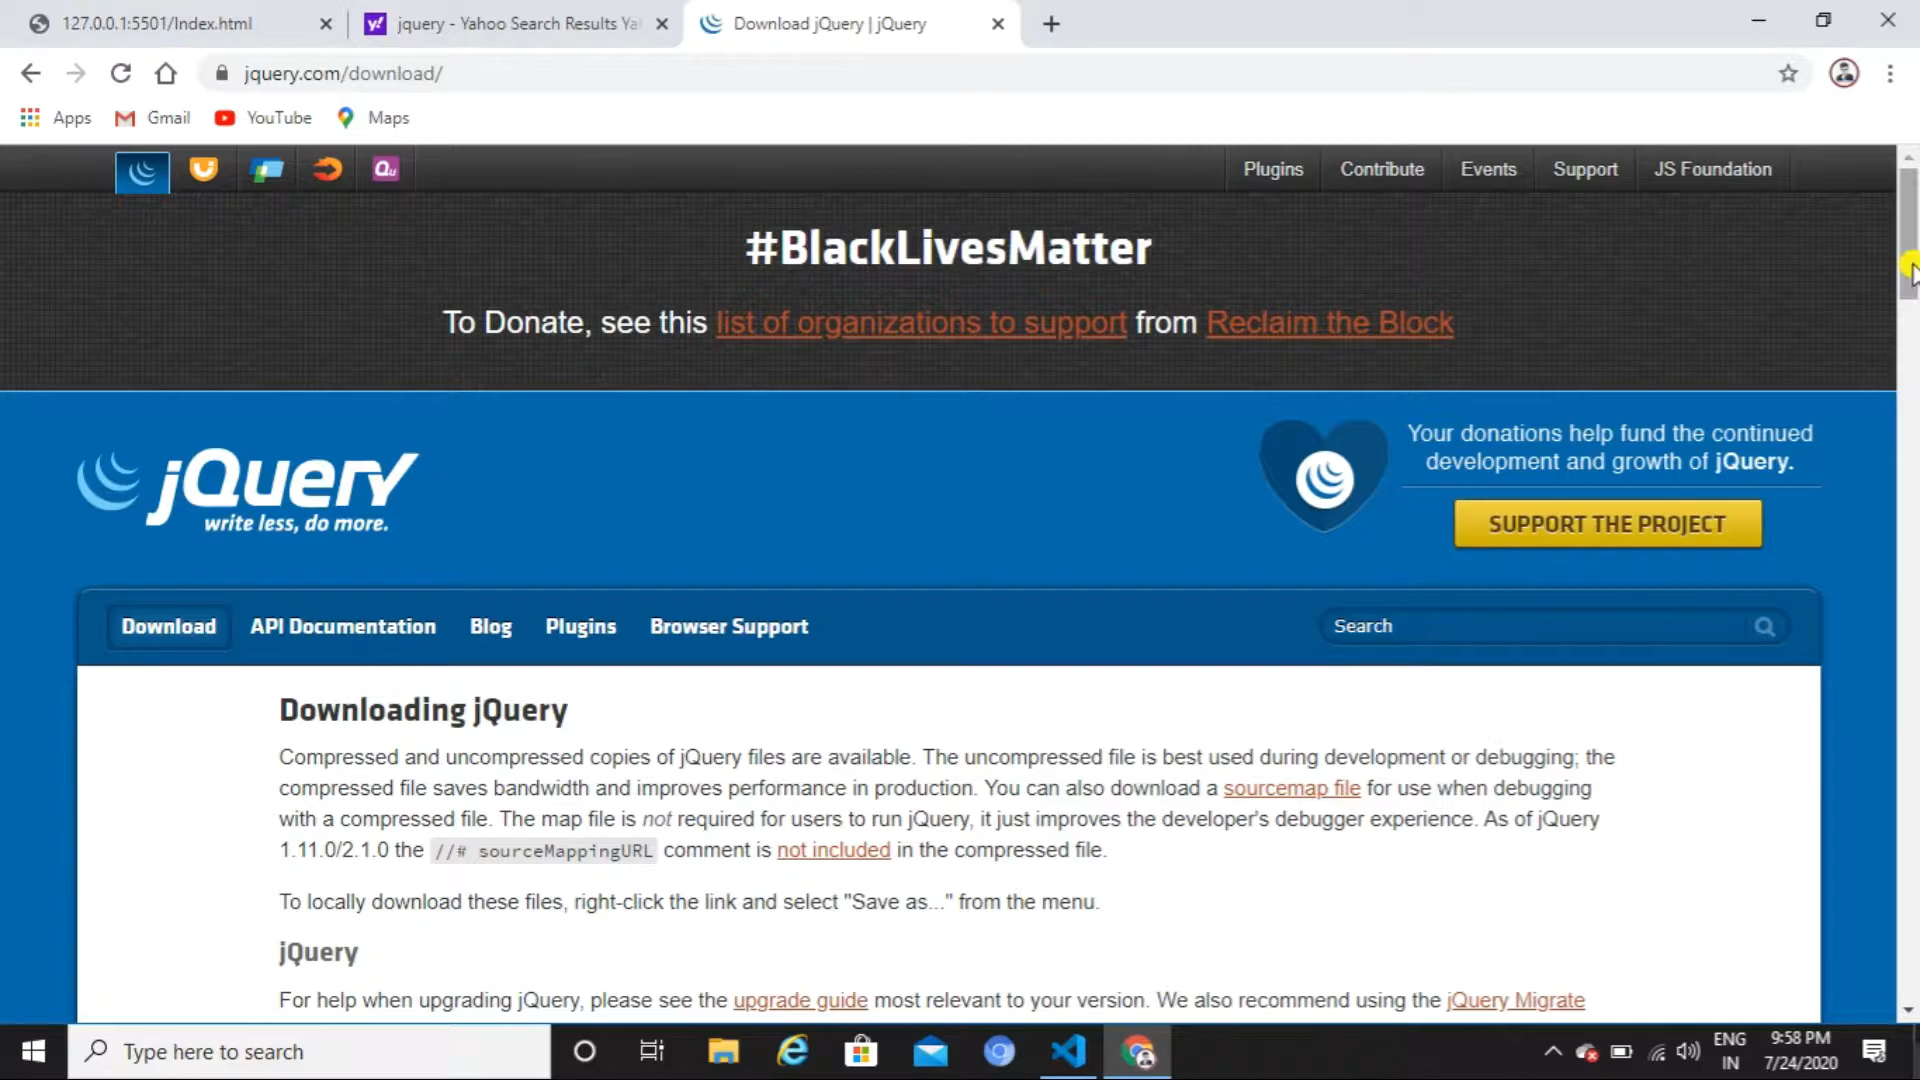 127.0.0.1:5501/Index.html
jquery - Yahoo Search Results Ya
Download jQuery | jQuery
jquery.com/download/
Apps
Gmail
YouTube
Maps
Qu
Plugins
Contribute
Events
Support
JS Foundation
#BlackLivesMatter
To Donate, see this list of organizations to support from Reclaim the Block
jQuery
write less, do more.
Your donations help fund the continued
development and growth of jQuery.
SUPPORT THE PROJECT
Download
API Documentation
Blog
Plugins
Browser Support
Search
Downloading jQuery
Compressed and uncompressed copies of jQuery files are available. The uncompressed file is best used during development or debugging; the
compressed file saves bandwidth and improves performance in production. You can also download a sourcemap file for use when debugging
with a compressed file. The map file is not required for users to run jQuery, it just improves the developer's debugger experience. As of jQuery
1.11.0/2.1.0 the //# sourceMappingURL comment is not included in the compressed file.
To locally download these files, right-click the link and select "Save as..." from the menu.
jQuery
For help when upgrading jQuery, please see the upgrade guide most relevant to your version. We also recommend using the jQuery Migrate
Type here to search
ENG
IN
9:58 PM
7/24/2020